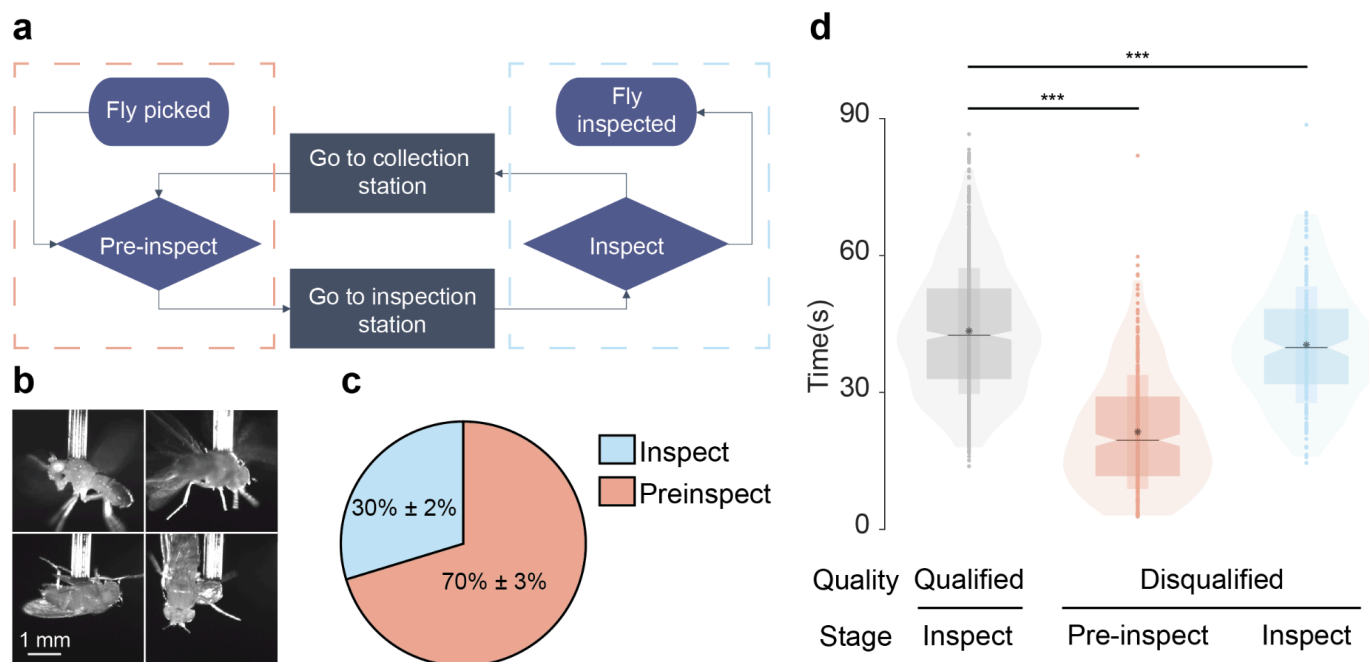 a
Fly picked
Fly
inspected
Go to collection
station
Pre-inspect
Inspect
Go to inspection
station
b
1 mm
c
30% ± 2%
70% ± 3%
Inspect
Preinspect
d
***
***
90
60
30
0
Time(s)
Quality Qualified Disqualified
Stage Inspect Pre-inspect Inspect